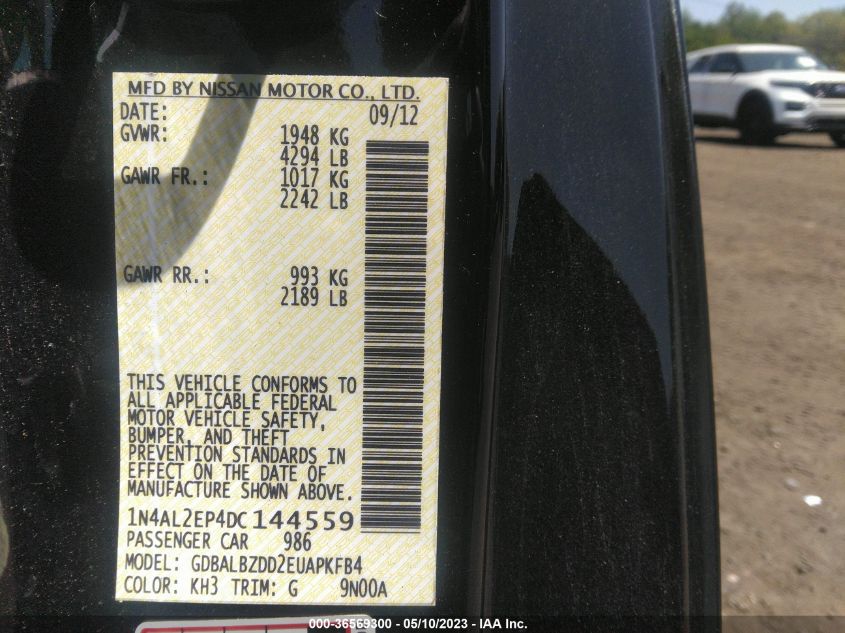 MFD BY NISSAN MOTOR CO., LTD.
DATE: 09/12
GVWR: 1948 KG
4294 LB
GAWR FR.: 1017 KG
2242 LB
GAWR RR.: 993 KG
2189 LB
THIS VEHICLE CONFORMS TO
ALL APPLICABLE FEDERAL
MOTOR VEHICLE SAFETY,
BUMPER, AND THEFT
PREVENTION STANDARDS IN
EFFECT ON THE DATE OF
MANUFACTURE SHOWN ABOVE.
1N4AL2EP4DC144559
PASSENGER CAR 986
MODEL: GDBALBZDD2EUAPKFB4
COLOR: KH3 TRIM: G 9N00A
000-36569300 - 05/10/2023 - IAA Inc.